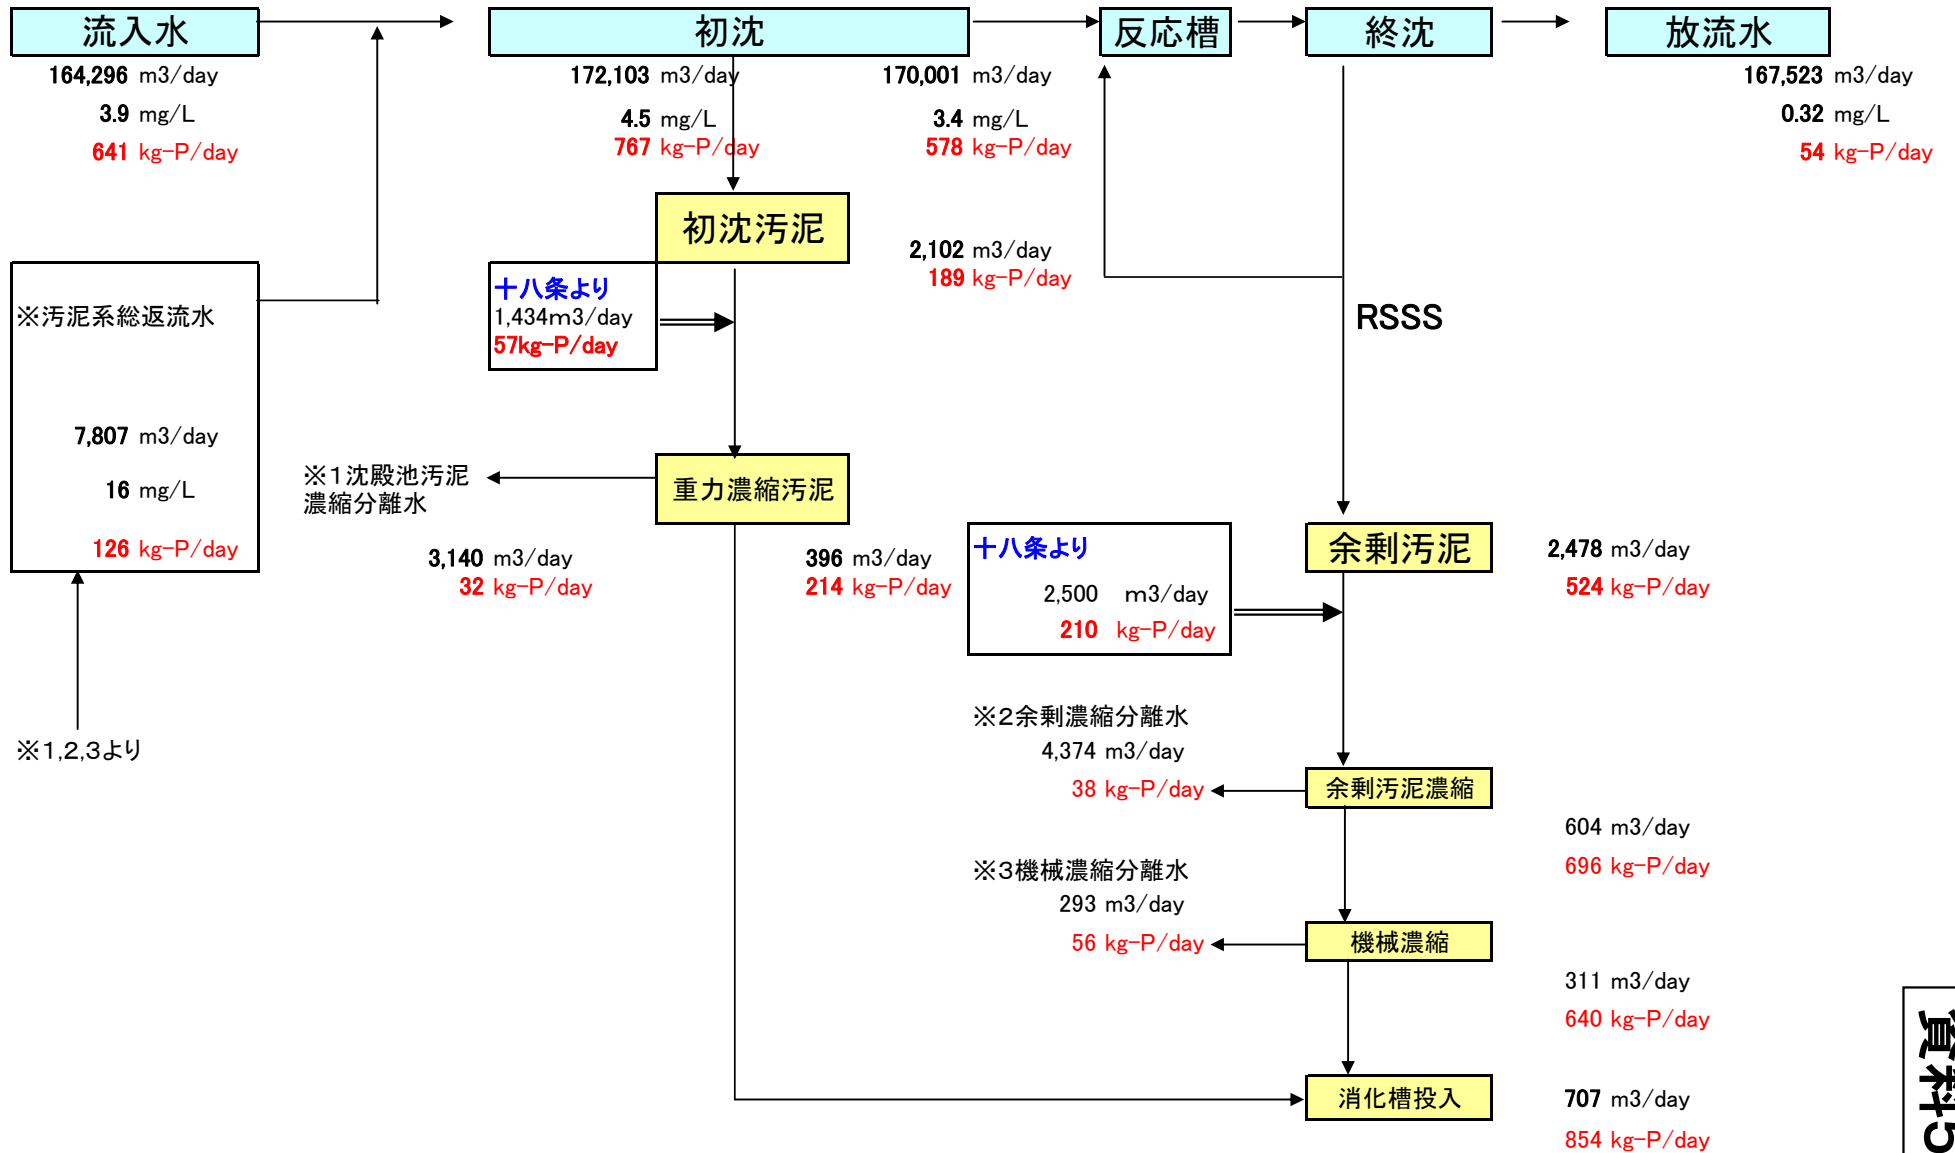 流入水
164,296 m3/day
3.9 mg/L
641 kg-P/day
初沈
172,103 m3/day
4.5 mg/L
767 kg-P/day
170,001 m3/day
3.4 mg/L
578 kg-P/day
反応槽
終沈
放流水
167,523 m3/day
0.32 mg/L
54 kg-P/day
初沈汚泥
2,102 m3/day
189 kg-P/day
※汚泥系総返流水
7,807 m3/day
16 mg/L
126 kg-P/day
※1,2,3より
十八条より
1,434m3/day
57kg-P/day
RSSS
※1沈殿池汚泥
濃縮分離水
3,140 m3/day
32 kg-P/day
重力濃縮汚泥
396 m3/day
214 kg-P/day
十八条より
2,500 m3/day
210 kg-P/day
余剰汚泥
2,478 m3/day
524 kg-P/day
※2余剰濃縮分離水
4,374 m3/day
38 kg-P/day
余剰汚泥濃縮
604 m3/day
696 kg-P/day
※3機械濃縮分離水
293 m3/day
56 kg-P/day
機械濃縮
311 m3/day
640 kg-P/day
消化槽投入
707 m3/day
854 kg-P/day
資料5